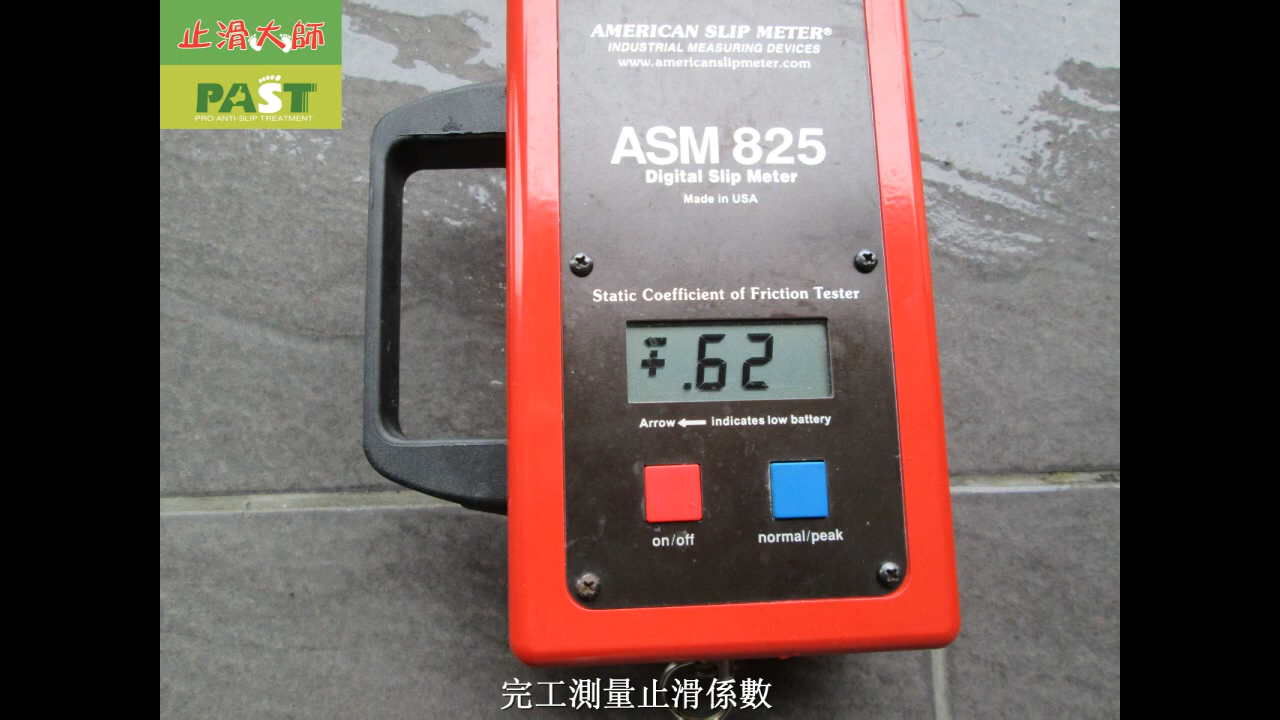 止滑大師
PAST
PRO ANTI-SLIP TREATMENT
AMERICAN SLIP METER®
INDUSTRIAL MEASURING DEVICES
www.americanslipmeter.com
ASM 825
Digital Slip Meter
Made in USA
Static Coefficient of Friction Tester
.62
Arrow ← indicates low battery
on/off
normal/peak
完工測量止滑係數